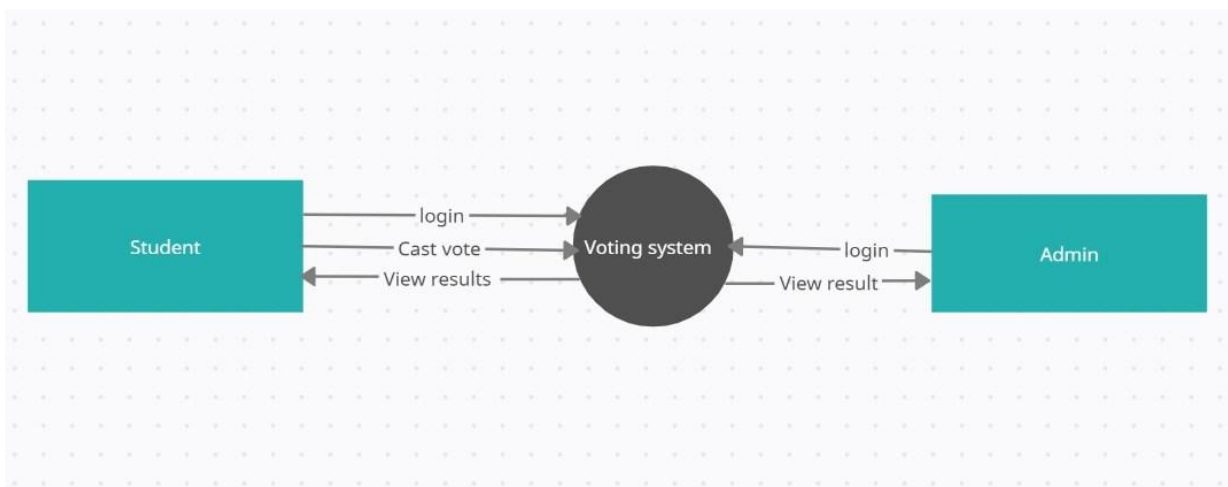 Student
login
Cast vote
View results
Voting system
login
View result
Admin